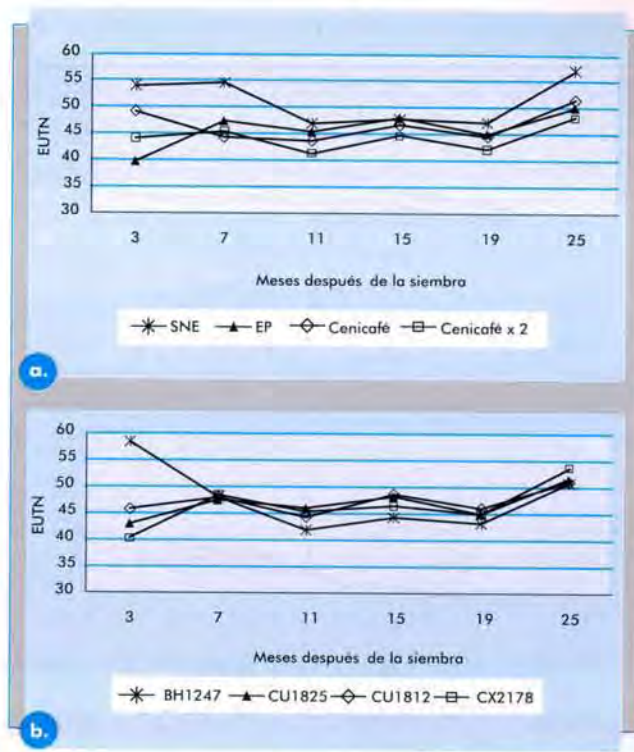 60
55
50
45
40
35
30
EUTN
3 7 11 15 19 25
Meses después de la siembra
SNE EP Cenicafé Cenicafé x 2
a.
60
55
50
45
40
35
30
EUTN
3 7 11 15 19 25
Meses después de la siembra
BH1247 CU1825 CU1812 CX2178
b.